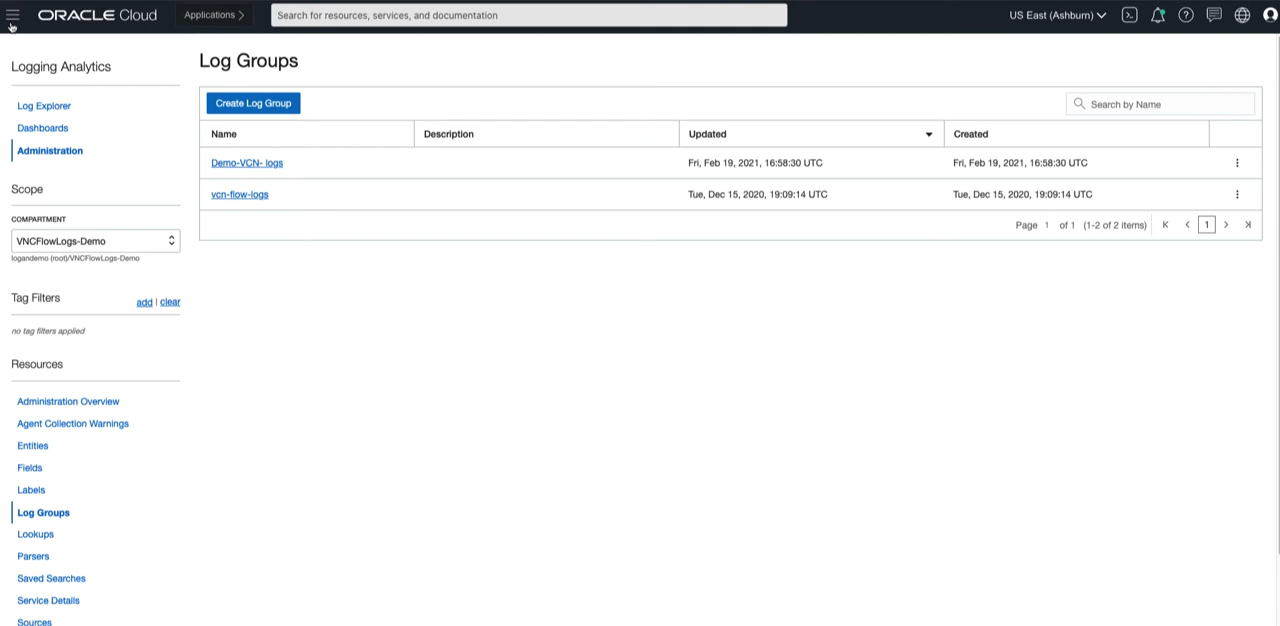 ORACLE Cloud
Applications
Search for resources, services, and documentation
US East (Ashburn)
Logging Analytics
Log Explorer
Dashboards
Administration
Scope
COMPARTMENT
VNCFlowLogs-Demo
logandemo (root)/VNCFlowLogs-Demo
Tag Filters
add | clear
no tag filters applied
Resources
Administration Overview
Agent Collection Warnings
Entities
Fields
Labels
Log Groups
Lookups
Parsers
Saved Searches
Service Details
Sources
Log Groups
Create Log Group
Search by Name
Name Description Updated Created
Demo-VCN- logs Fri, Feb 19, 2021, 16:58:30 UTC Fri, Feb 19, 2021, 16:58:30 UTC
vcn-flow-logs Tue, Dec 15, 2020, 19:09:14 UTC Tue, Dec 15, 2020, 19:09:14 UTC
Page 1 of 1 (1-2 of 2 items) 1